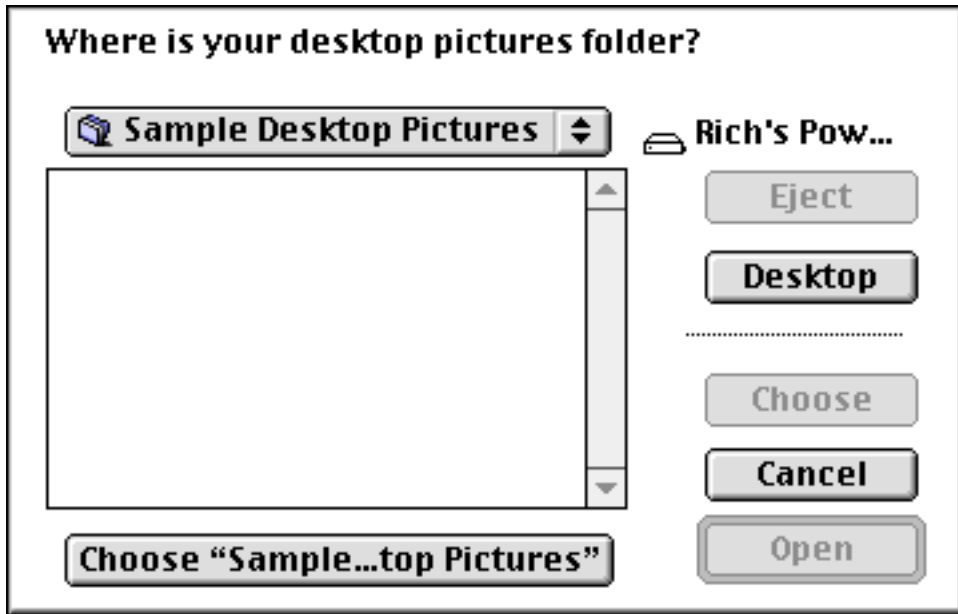 Where is your desktop pictures folder?
Sample Desktop Pictures
Rich's Pow...
Eject
Desktop
Choose
Cancel
Choose “Sample...top Pictures”
Open